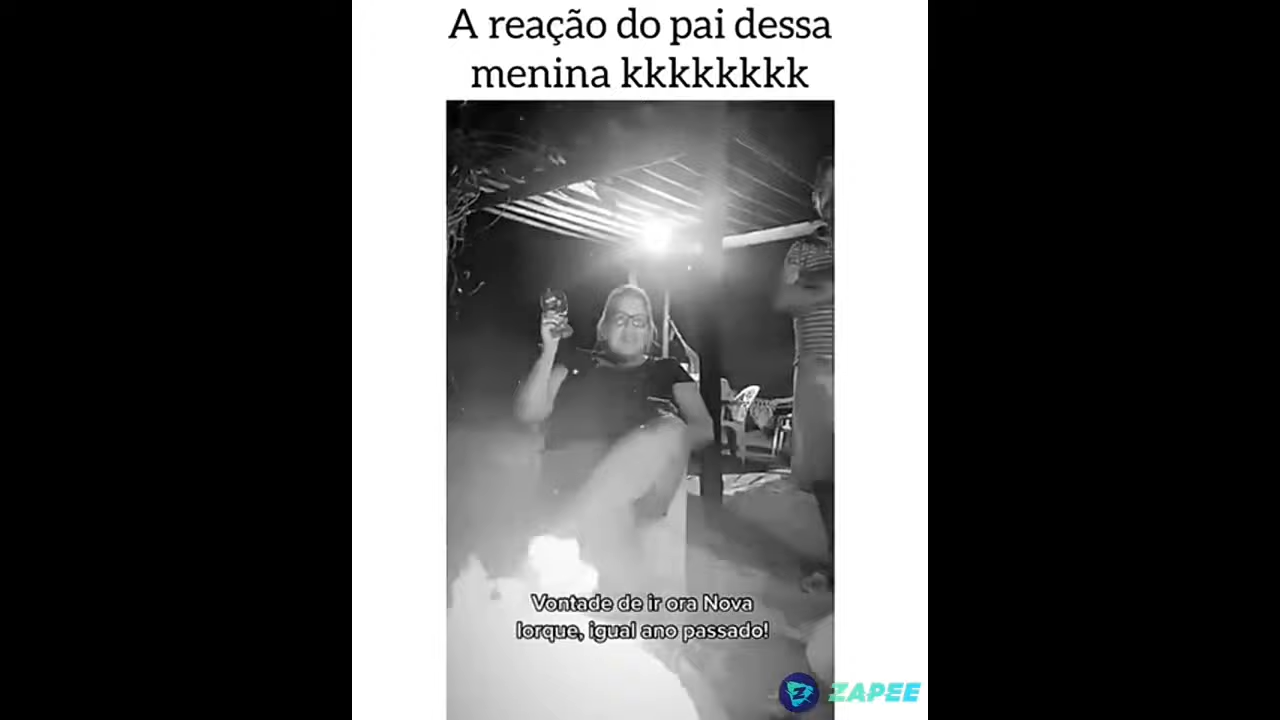 A reação do pai dessa
menina kkkkkkkk
Vontade de ir ora Nova
Iorque, igual ano passado!
ZAPEE